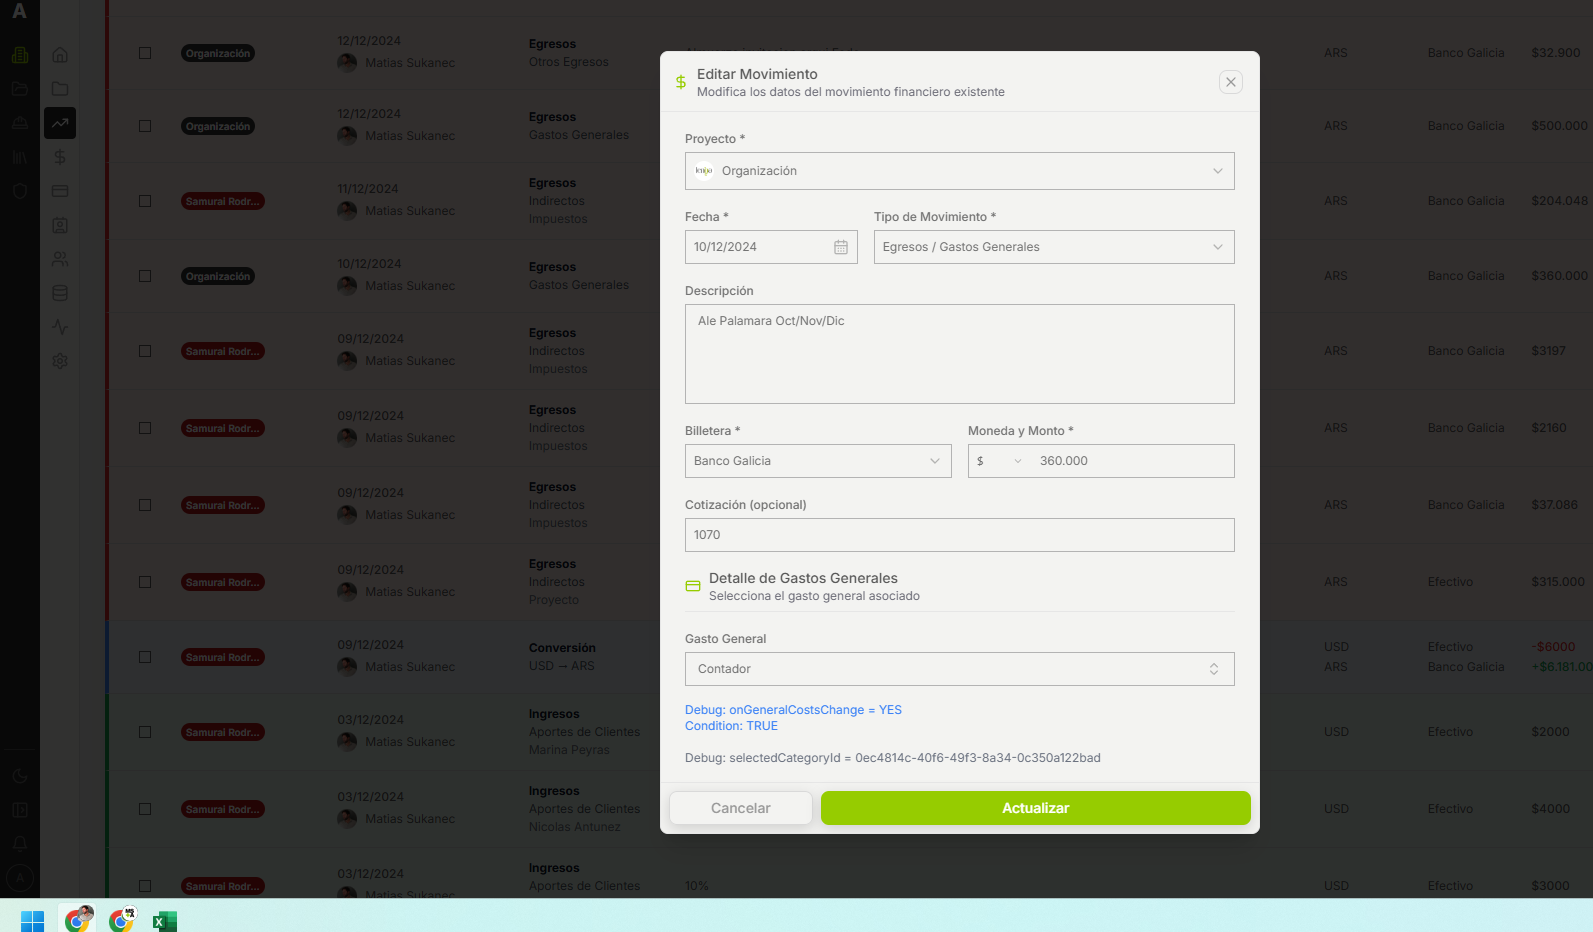 A
Organización
12/12/2024
Matias Sukanec
Egresos
Otros Egresos
ARS
Banco Galicia
$32.900
Organización
12/12/2024
Matias Sukanec
Egresos
Gastos Generales
ARS
Banco Galicia
$500.000
Samurai Rodr...
11/12/2024
Matias Sukanec
Egresos
Indirectos
Impuestos
ARS
Banco Galicia
$204.048
Organización
10/12/2024
Matias Sukanec
Egresos
Gastos Generales
ARS
Banco Galicia
$360.000
Samurai Rodr...
09/12/2024
Matias Sukanec
Egresos
Indirectos
Impuestos
ARS
Banco Galicia
$3197
Samurai Rodr...
09/12/2024
Matias Sukanec
Egresos
Indirectos
Impuestos
ARS
Banco Galicia
$2160
Samurai Rodr...
09/12/2024
Matias Sukanec
Egresos
Indirectos
Impuestos
ARS
Banco Galicia
$37.086
Samurai Rodr...
09/12/2024
Matias Sukanec
Egresos
Indirectos
Proyecto
ARS
Efectivo
$315.000
Samurai Rodr...
09/12/2024
Matias Sukanec
Conversión
USD → ARS
USD
ARS
Efectivo
Banco Galicia
-$6000
+$6.181.00
Samurai Rodr...
03/12/2024
Matias Sukanec
Ingresos
Aportes de Clientes
Marina Peyras
USD
Efectivo
$2000
Samurai Rodr...
03/12/2024
Matias Sukanec
Ingresos
Aportes de Clientes
Nicolas Antunez
USD
Efectivo
$4000
Samurai Rodr...
03/12/2024
Matias Sukanec
Ingresos
Aportes de Clientes
10%
USD
Efectivo
$3000
A
Editar Movimiento
Modifica los datos del movimiento financiero existente
Proyecto *
Organización
Fecha *
Tipo de Movimiento *
10/12/2024
Egresos / Gastos Generales
Descripción
Ale Palamara Oct/Nov/Dic
Billetera *
Moneda y Monto *
Banco Galicia
$
360.000
Cotización (opcional)
1070
Detalle de Gastos Generales
Selecciona el gasto general asociado
Gasto General
Contador
Debug: onGeneralCostsChange = YES
Condition: TRUE
Debug: selectedCategoryId = 0ec4814c-40f6-49f3-8a34-0c350a122bad
Cancelar
Actualizar